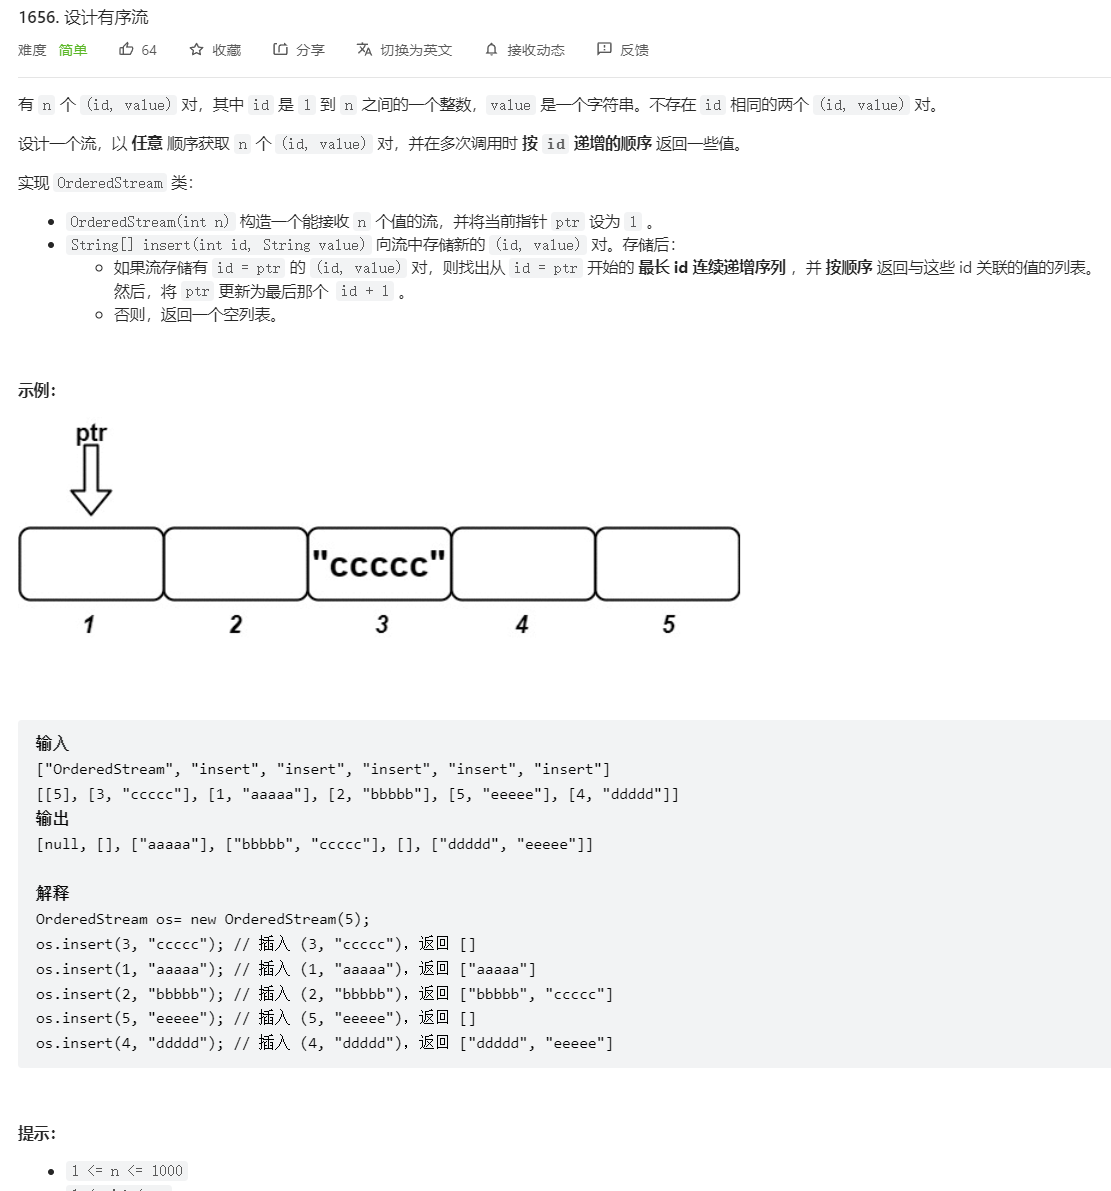 1656. 设计有序流
难度 简单 64 收藏 分享 切换为英文 接收动态 反馈
有 n 个 (id, value) 对，其中 id 是 1 到 n 之间的一个整数，value 是一个字符串。不存在 id 相同的两个 (id, value) 对。
设计一个流，以 任意 顺序获取 n 个 (id, value) 对，并在多次调用时 按 id 递增的顺序 返回一些值。
实现 OrderedStream 类：
• OrderedStream(int n) 构造一个能接收 n 个值的流，并将当前指针 ptr 设为 1 。
• String[] insert(int id, String value) 向流中存储新的 (id, value) 对。存储后：
◦ 如果流存储有 id = ptr 的 (id, value) 对，则找出从 id = ptr 开始的 最长 id 连续递增序列 ，并 按顺序 返回与这些 id 关联的值的列表。
然后，将 ptr 更新为最后那个 id + 1 。
◦ 否则，返回一个空列表。
示例：
ptr
"ccccc"
1 2 3 4 5
输入
["OrderedStream", "insert", "insert", "insert", "insert", "insert"]
[[5], [3, "ccccc"], [1, "aaaaa"], [2, "bbbbb"], [5, "eeeee"], [4, "ddddd"]]
输出
[null, [], ["aaaaa"], ["bbbbb", "ccccc"], [], ["ddddd", "eeeee"]]
解释
OrderedStream os= new OrderedStream(5);
os.insert(3, "ccccc"); // 插入 (3, "ccccc")，返回 []
os.insert(1, "aaaaa"); // 插入 (1, "aaaaa")，返回 ["aaaaa"]
os.insert(2, "bbbbb"); // 插入 (2, "bbbbb")，返回 ["bbbbb", "ccccc"]
os.insert(5, "eeeee"); // 插入 (5, "eeeee")，返回 []
os.insert(4, "ddddd"); // 插入 (4, "ddddd")，返回 ["ddddd", "eeeee"]
提示：
• 1 <= n <= 1000